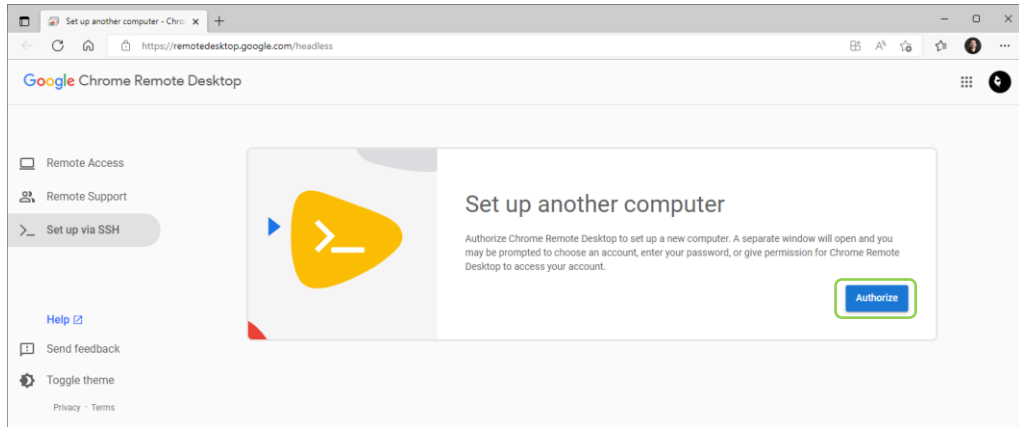 Set up another computer - Chro
https://remotedesktop.google.com/headless
Google Chrome Remote Desktop
Remote Access
Remote Support
Set up via SSH
Help
Send feedback
Toggle theme
Privacy · Terms
Set up another computer
Authorize Chrome Remote Desktop to set up a new computer. A separate window will open and you
may be prompted to choose an account, enter your password, or give permission for Chrome Remote
Desktop to access your account.
Authorize